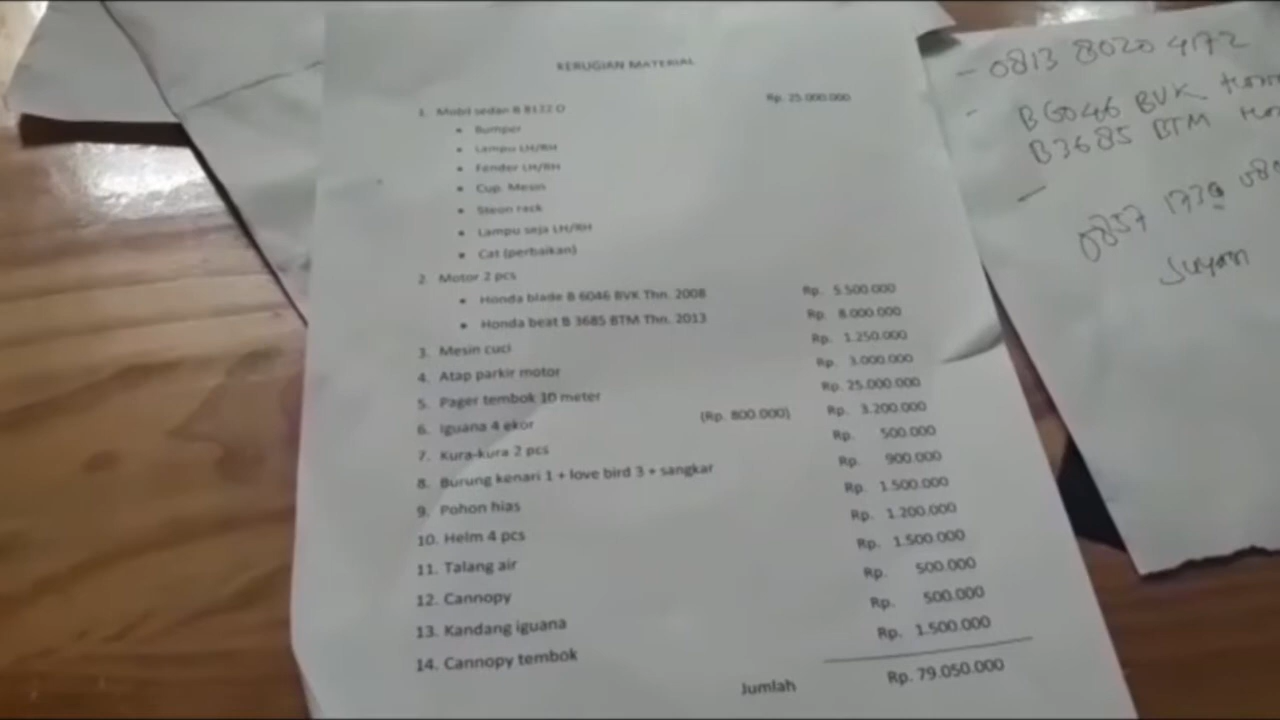 KERUGIAN MATERIAL
1. Mobil sedan B 8122 O Rp. 25.000.000
• Bumper
• Lampu LH/RH
• Fender LH/RH
• Cup. Mesin
• Steon reck
• Lampu seja LH/RH
• Cat (perbaikan)
2. Motor 2 pcs
• Honda blade B 6046 BVK Thn. 2008 Rp. 5.500.000
• Honda beat B 3685 BTM Thn. 2013 Rp. 8.000.000
3. Mesin cuci Rp. 1.250.000
4. Atap parkir motor Rp. 3.000.000
5. Pager tembok 10 meter Rp. 25.000.000
6. Iguana 4 ekor (Rp. 800.000) Rp. 3.200.000
7. Kura-kura 2 pcs Rp. 500.000
8. Burung kenari 1 + love bird 3 + sangkar Rp. 900.000
9. Pohon hias Rp. 1.500.000
10. Helm 4 pcs Rp. 1.200.000
11. Talang air Rp. 1.500.000
12. Cannopy Rp. 500.000
13. Kandang iguana Rp. 500.000
14. Cannopy tembok Rp. 1.500.000
Jumlah Rp. 79.050.000
- 0813 8020 4172
- B 6046 BVK
B 3685 BTM
- 0857 1739